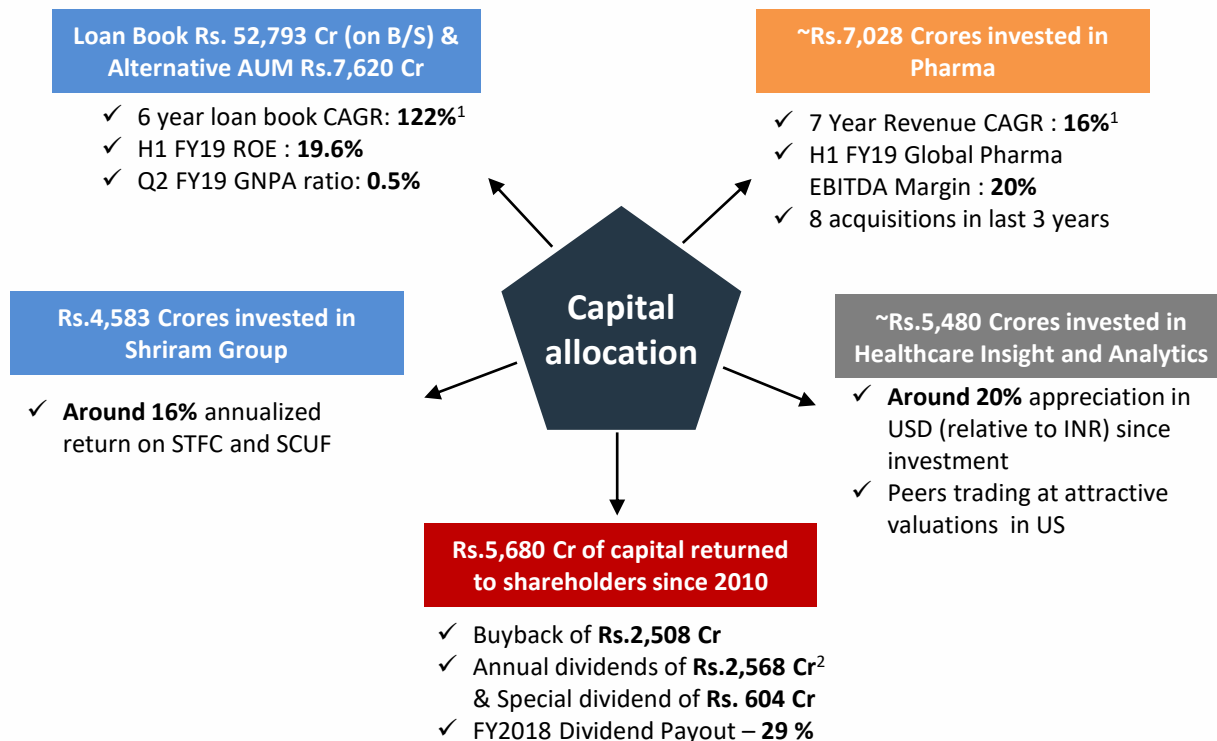 Loan Book Rs. 52,793 Cr (on B/S) &
Alternative AUM Rs.7,620 Cr
✓ 6 year loan book CAGR: 122%¹
✓ H1 FY19 ROE : 19.6%
✓ Q2 FY19 GNPA ratio: 0.5%
~Rs.7,028 Crores invested in
Pharma
✓ 7 Year Revenue CAGR : 16%¹
✓ H1 FY19 Global Pharma
EBITDA Margin : 20%
✓ 8 acquisitions in last 3 years
Capital
allocation
Rs.4,583 Crores invested in
Shriram Group
✓ Around 16% annualized
return on STFC and SCUF
~Rs.5,480 Crores invested in
Healthcare Insight and Analytics
✓ Around 20% appreciation in
USD (relative to INR) since
investment
✓ Peers trading at attractive
valuations in US
Rs.5,680 Cr of capital returned
to shareholders since 2010
✓ Buyback of Rs.2,508 Cr
✓ Annual dividends of Rs.2,568 Cr²
& Special dividend of Rs. 604 Cr
✓ FY2018 Dividend Payout – 29 %